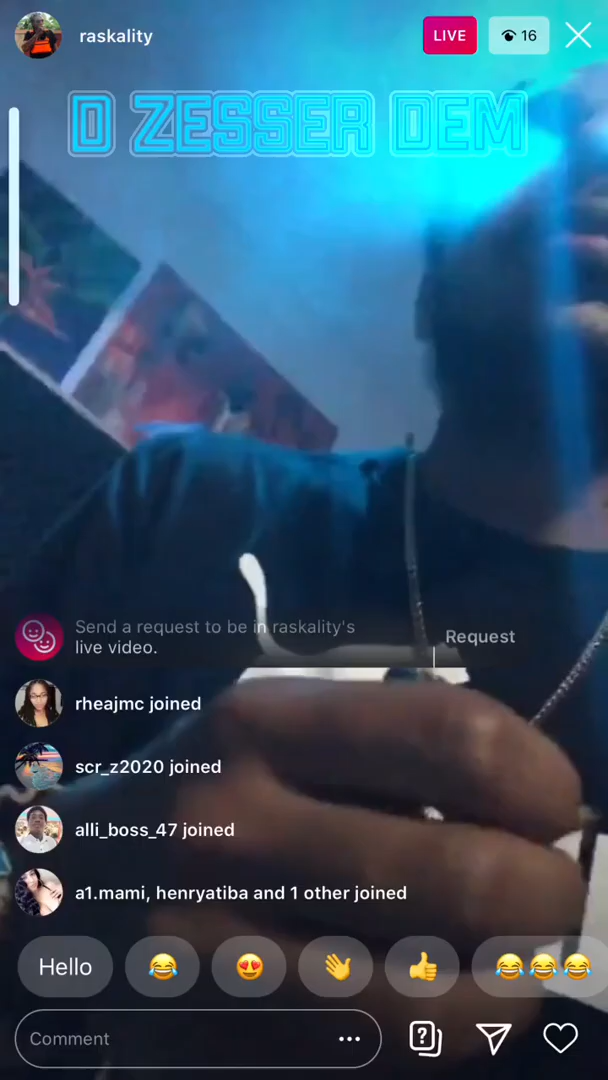 raskality
LIVE
16
D ZESSER DEM
Send a request to be in raskality's
live video.
Request
rheajmc joined
scr_z2020 joined
alli_boss_47 joined
a1.mami, henryatiba and 1 other joined
Hello
Comment